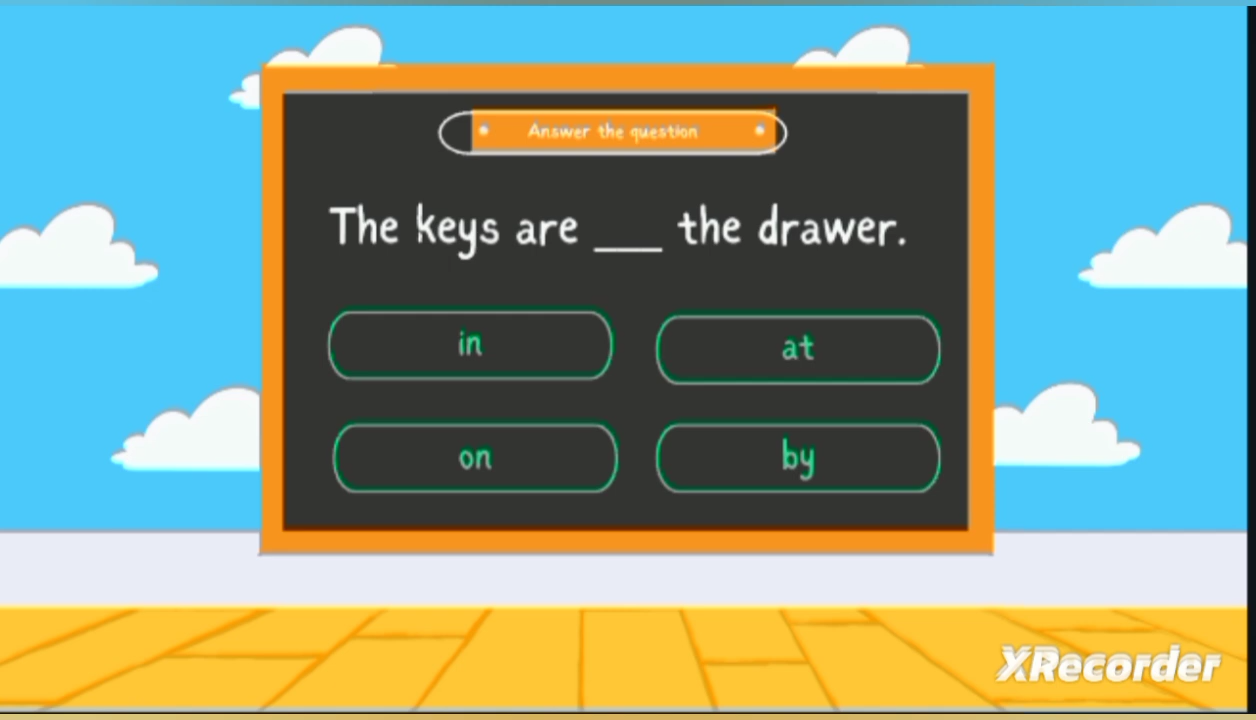 Answer the question
The keys are ___ the drawer.
in
at
on
by
XRecorder